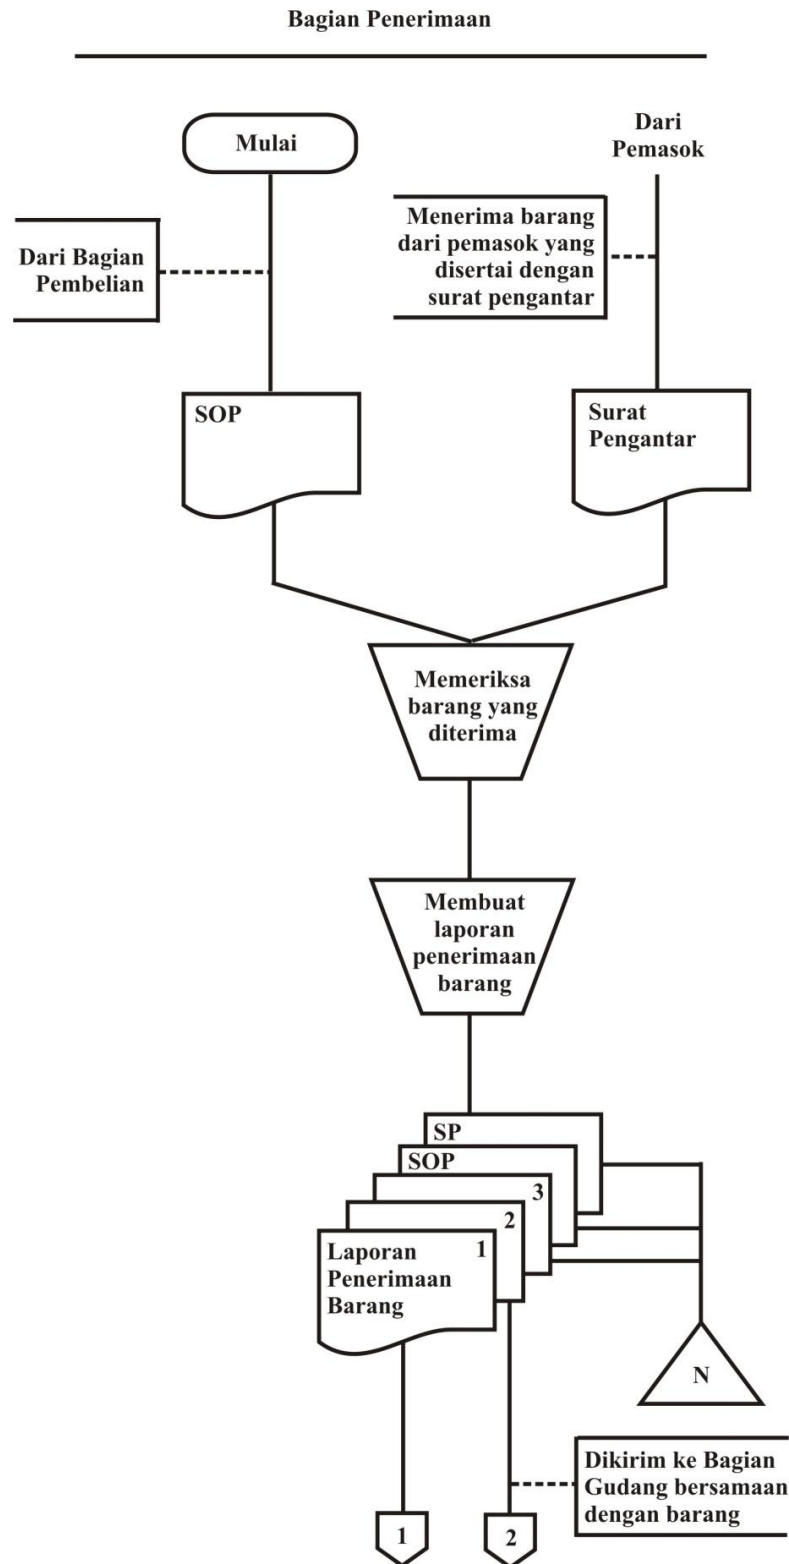 Bagian Penerimaan
Mulai
Dari
Pemasok
Dari Bagian
Pembelian
Menerima barang
dari pemasok yang
disertai dengan
surat pengantar
SOP
Surat
Pengantar
Memeriksa
barang yang
diterima
Membuat
laporan
penerimaan
barang
SP
SOP
3
2
1
Laporan
Penerimaan
Barang
N
Dikirim ke Bagian
Gudang bersamaan
dengan barang
1
2